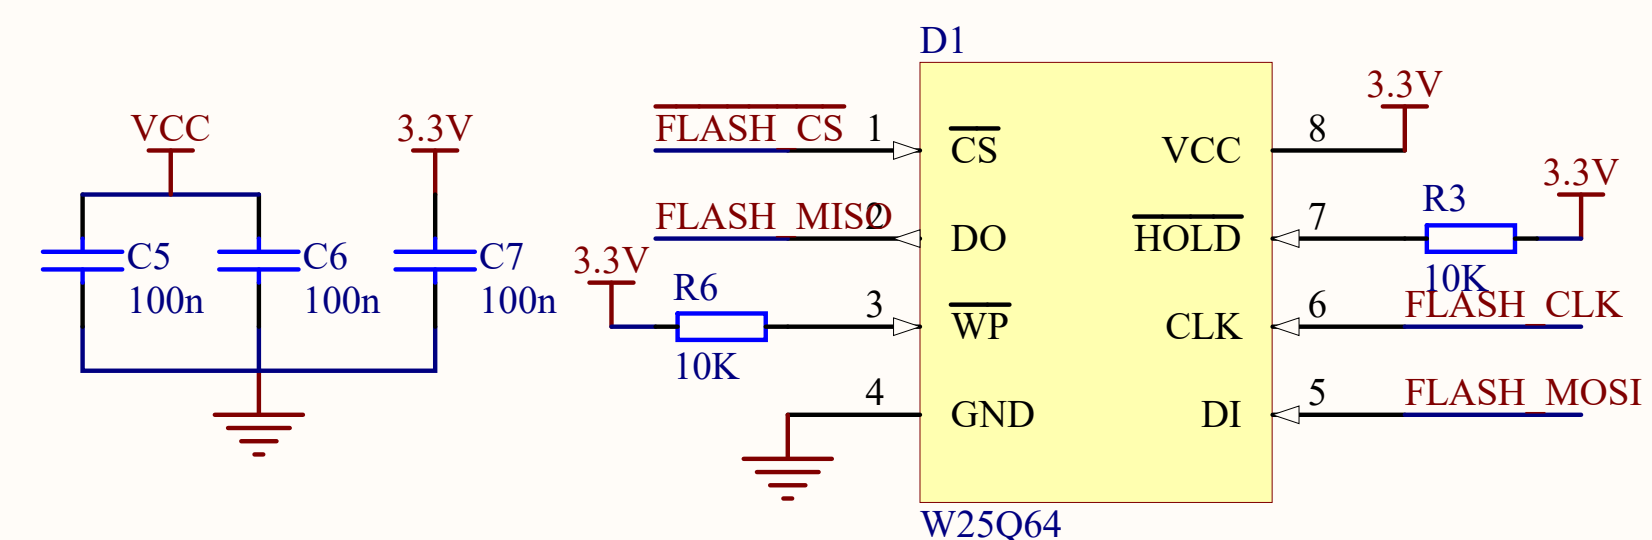 D1
VCC
3.3V
C5
100n
C6
100n
C7
100n
FLASH_CS
1
CS
FLASH_MISO
2
DO
3.3V
R6
10K
3
WP
4
GND
VCC
8
3.3V
HOLD
7
R3
10K
3.3V
CLK
6
FLASH_CLK
DI
5
FLASH_MOSI
W25Q64